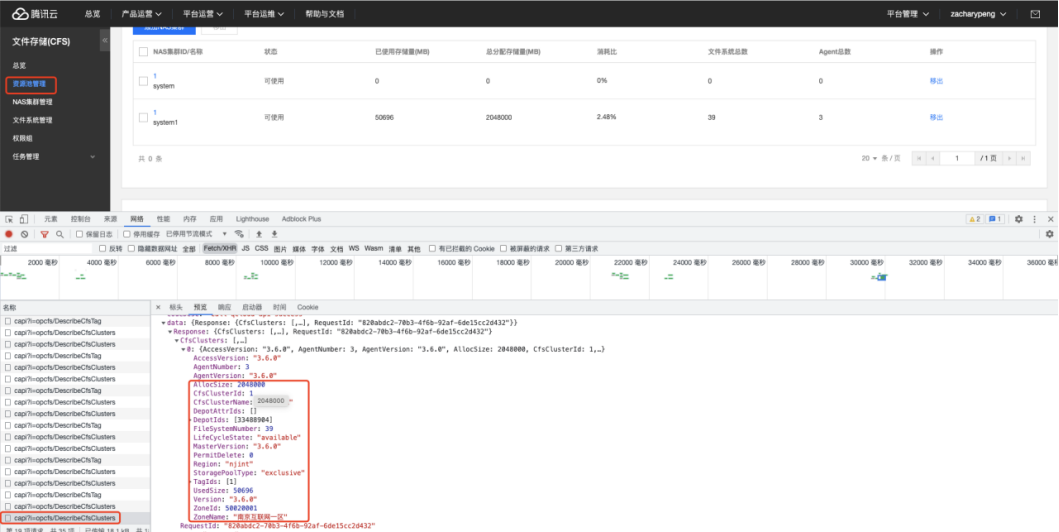 腾讯云 总览 产品运营 平台运营 平台运维 帮助与文档 平台管理 zacharypeng
文件存储(CFS) «
总览
资源池管理
NAS集群管理
文件系统管理
权限组
任务管理
NAS集群ID/名称 状态 已使用存储量(MB) 总分配存储量(MB) 消耗比 文件系统总数 Agent总数 操作
1
system 可使用 0 0 0% 0 0 移出
1
system1 可使用 50696 2048000 2.48% 39 3 移出
共 0 条 20 条 / 页 1 / 1 页
元素 控制台 来源 网络 性能 内存 应用 Lighthouse Adblock Plus 2 1
保留日志 停用缓存 已停用节流模式
过滤 反转 隐藏数据网址 全部 Fetch/XHR JS CSS 图片 媒体 字体 文档 WS Wasm 清单 其他 有已拦截的 Cookie 被屏蔽的请求 第三方请求
2000 毫秒 4000 毫秒 6000 毫秒 8000 毫秒 10000 毫秒 12000 毫秒 14000 毫秒 16000 毫秒 18000 毫秒 20000 毫秒 22000 毫秒 24000 毫秒 26000 毫秒 28000 毫秒 30000 毫秒 32000 毫秒 34000 毫秒 36000 毫秒
名称
capi?i=opcfs/DescribeCfsTag
capi?i=opcfs/DescribeCfsClusters
capi?i=opcfs/DescribeCfsClusters
capi?i=opcfs/DescribeCfsTag
capi?i=opcfs/DescribeCfsClusters
capi?i=opcfs/DescribeCfsClusters
capi?i=opcfs/DescribeCfsTag
capi?i=opcfs/DescribeCfsClusters
capi?i=opcfs/DescribeCfsClusters
capi?i=opcfs/DescribeCfsTag
capi?i=opcfs/DescribeCfsClusters
capi?i=opcfs/DescribeCfsClusters
capi?i=opcfs/DescribeCfsTag
capi?i=opcfs/DescribeCfsClusters
capi?i=opcfs/DescribeCfsClusters
capi?i=opcfs/DescribeCfsTag
capi?i=opcfs/DescribeCfsClusters
capi?i=opcfs/DescribeCfsClusters
× 标头 预览 响应 启动器 时间 Cookie
data: {Response: {CfsClusters: [,…], RequestId: "820abdc2-70b3-4f6b-92af-6de15cc2d432"}}
Response: {CfsClusters: [,…], RequestId: "820abdc2-70b3-4f6b-92af-6de15cc2d432"}
CfsClusters: [,…]
0: {AccessVersion: "3.6.0", AgentNumber: 3, AgentVersion: "3.6.0", AllocSize: 2048000, CfsClusterId: 1,…}
AccessVersion: "3.6.0"
AgentNumber: 3
AgentVersion: "3.6.0"
AllocSize: 2048000
CfsClusterId: 1
CfsClusterName: 2048000 "
DepotAttrIds: []
DepotIds: [33488904]
FileSystemNumber: 39
LifeCycleState: "available"
MasterVersion: "3.6.0"
PermitDelete: 0
Region: "njint"
StoragePoolType: "exclusive"
TagIds: [1]
UsedSize: 50696
Version: "3.6.0"
ZoneId: 50020001
ZoneName: "南京互联网一区"
RequestId: "820abdc2-70b3-4f6b-92af-6de15cc2d432"